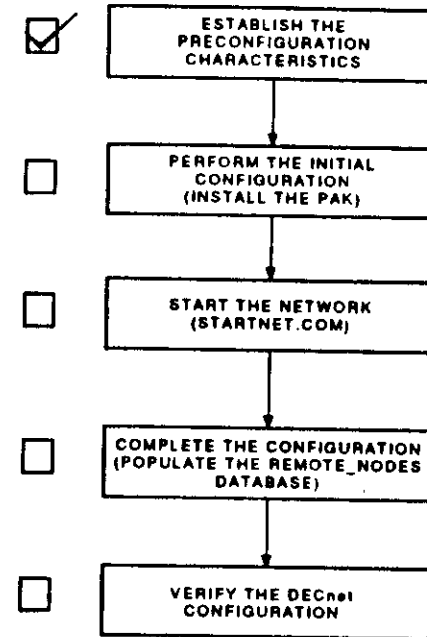 ESTABLISH THE
PRECONFIGURATION
CHARACTERISTICS
PERFORM THE INITIAL
CONFIGURATION
(INSTALL THE PAK)
START THE NETWORK
(STARTNET.COM)
COMPLETE THE CONFIGURATION
(POPULATE THE REMOTE_NODES
DATABASE)
VERIFY THE DECnet
CONFIGURATION